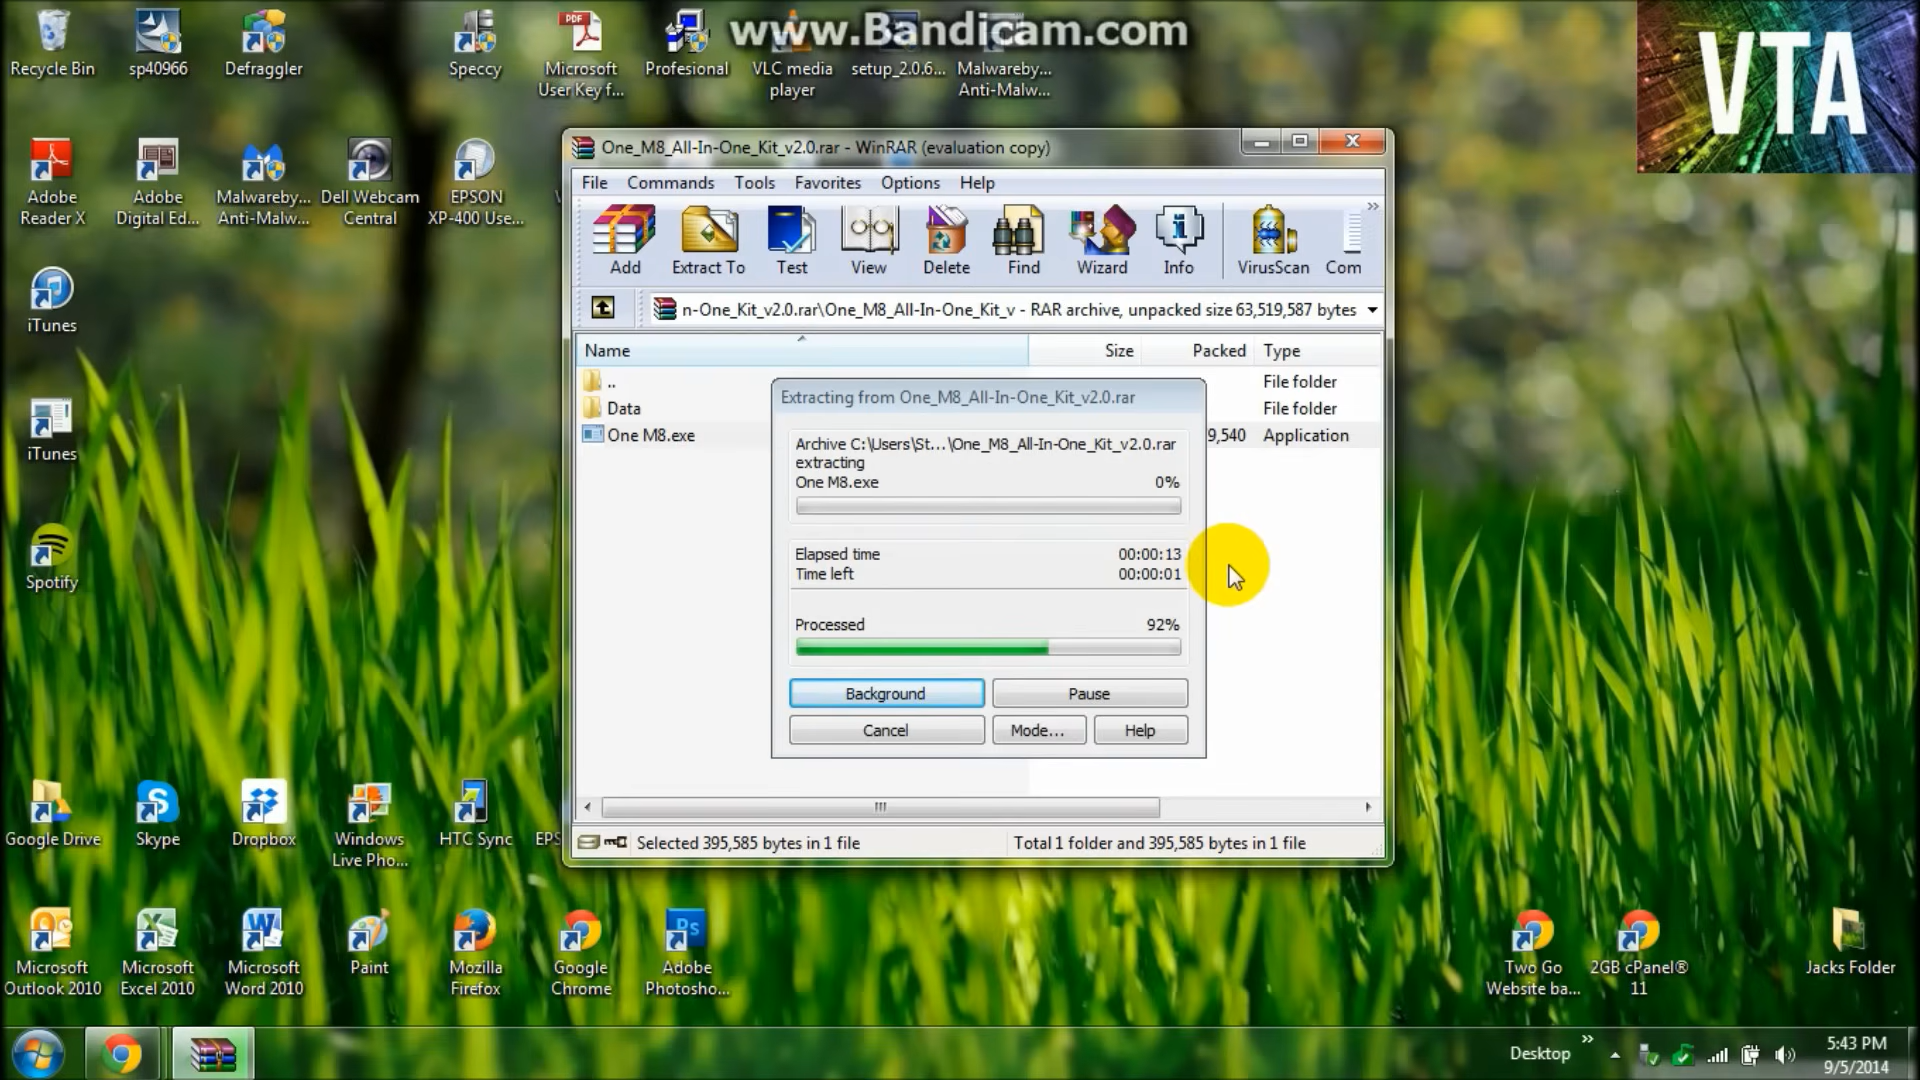 www.Bandicam.com
VTA
Recycle Bin
sp40966
Defraggler
Speccy
Microsoft
User Key f...
Profesional
VLC media
player
setup_2.0.6...
Malwareby...
Anti-Malw...
Adobe
Reader X
Adobe
Digital Ed...
Malwareby...
Anti-Malw...
Dell Webcam
Central
EPSON
XP-400 Use...
iTunes
iTunes
Spotify
One_M8_All-In-One_Kit_v2.0.rar - WinRAR (evaluation copy)
File Commands Tools Favorites Options Help
Add Extract To Test View Delete Find Wizard Info VirusScan Com
n-One_Kit_v2.0.rar\One_M8_All-In-One_Kit_v - RAR archive, unpacked size 63,519,587 bytes
Name Size Packed Type
.. File folder
Data File folder
One M8.exe 9,540 Application
Extracting from One_M8_All-In-One_Kit_v2.0.rar
Archive C:\Users\St...\One_M8_All-In-One_Kit_v2.0.rar
extracting
One M8.exe 0%
Elapsed time 00:00:13
Time left 00:00:01
Processed 92%
Background Pause
Cancel Mode... Help
Selected 395,585 bytes in 1 file Total 1 folder and 395,585 bytes in 1 file
Google Drive
Skype
Dropbox
Windows
Live Pho...
HTC Sync
EPS
Microsoft
Outlook 2010
Microsoft
Excel 2010
Microsoft
Word 2010
Paint
Mozilla
Firefox
Google
Chrome
Adobe
Photosho...
Two Go
Website ba...
2GB cPanel®
11
Jacks Folder
Desktop
5:43 PM
9/5/2014